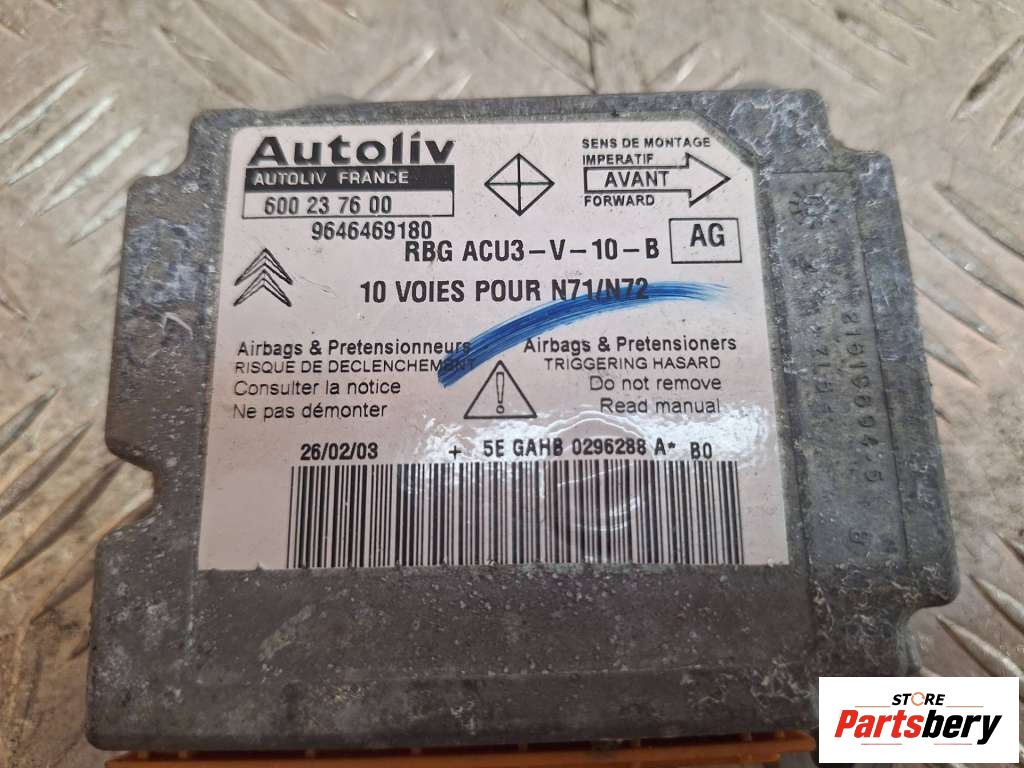 Autoliv
AUTOLIV FRANCE
600 23 76 00
9646469180
SENS DE MONTAGE
IMPERATIF
AVANT
FORWARD
RBG ACU3-V-10-B
AG
10 VOIES POUR N71/N72
Airbags & Pretensionneurs
RISQUE DE DECLENCHEMENT
Consulter la notice
Ne pas démonter
Airbags & Pretensioners
TRIGGERING HASARD
Do not remove
Read manual
26/02/03 + 5E GAHB 0296288 A* B0
STORE
Partsbery